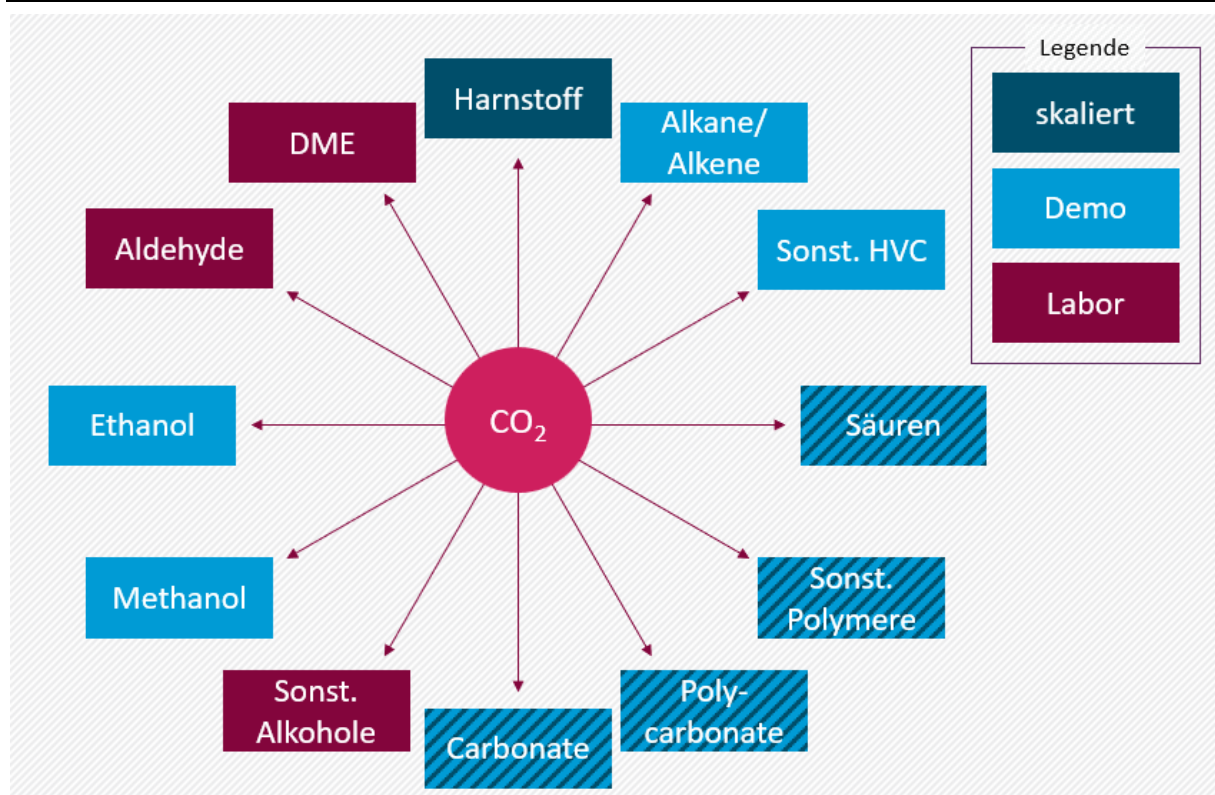 Legende
skaliert
Demo
Labor
Harnstoff
Alkane/
Alkene
Sonst. HVC
Säuren
Sonst.
Polymere
Poly-
carbonate
Carbonate
Sonst.
Alkohole
Methanol
Ethanol
Aldehyde
DME
CO₂